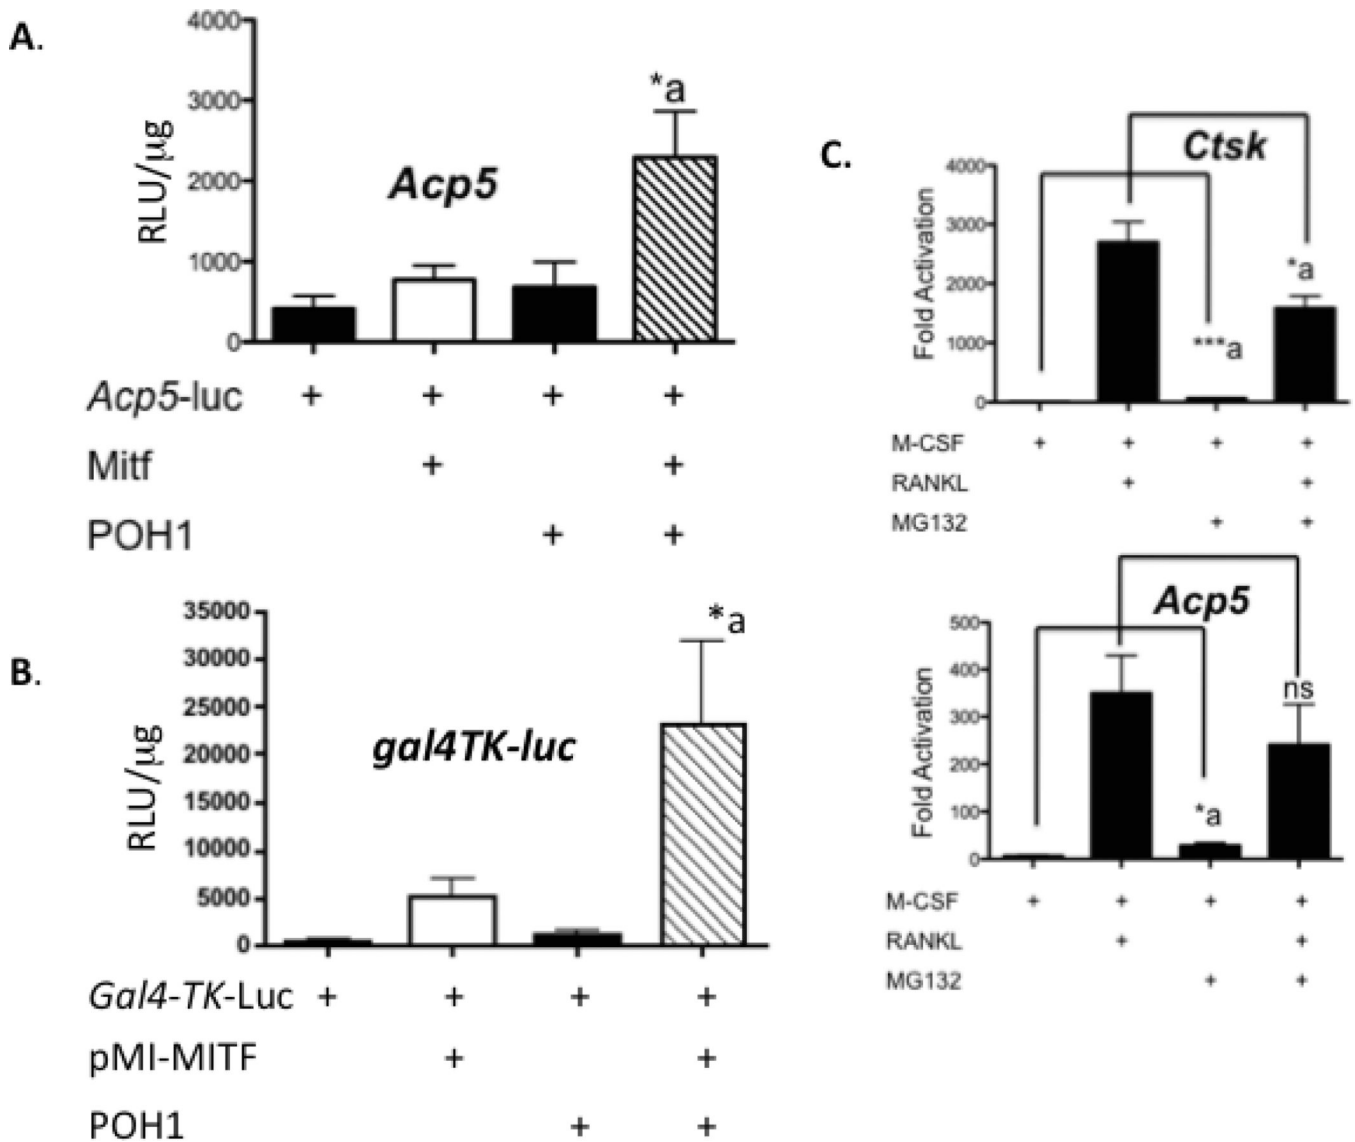 A.
RLU/µg
4000
3000
2000
1000
0
Acp5
*a
Acp5-luc + + + +
Mitf + +
POH1 + +
B.
RLU/µg
35000
30000
25000
20000
15000
10000
5000
0
gal4TK-luc
*a
Gal4-TK-Luc + + + +
pMI-MITF + +
POH1 + +
C.
Ctsk
Fold Activation
4000
3000
2000
1000
0
***a
*a
M-CSF + + + +
RANKL + +
MG132 + +
Acp5
Fold Activation
500
400
300
200
100
0
*a
ns
M-CSF + + + +
RANKL + +
MG132 + +